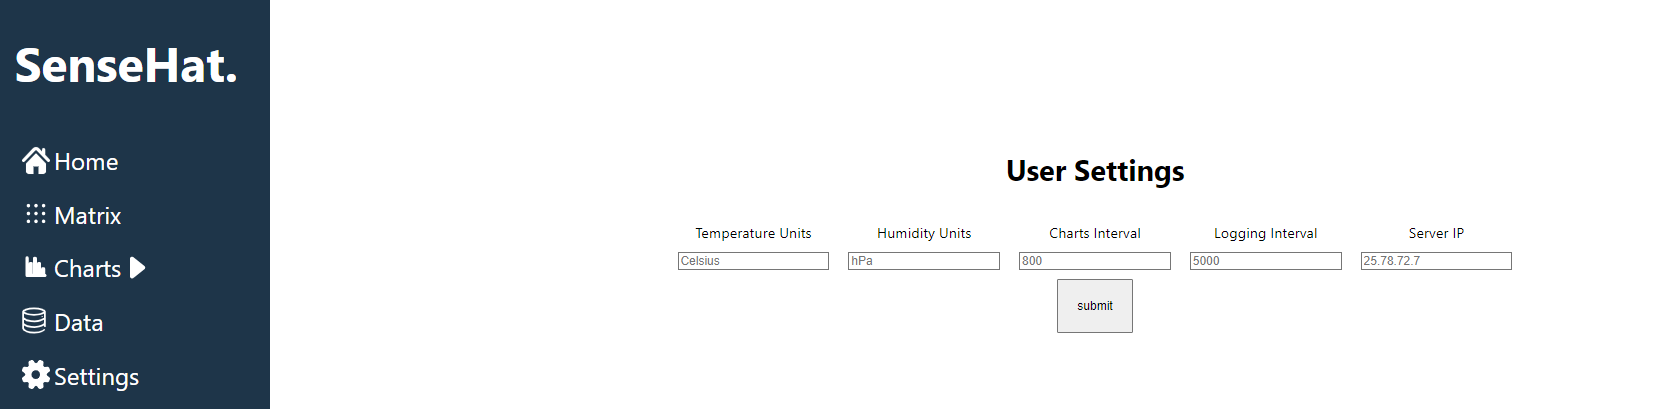 SenseHat.
Home
Matrix
Charts
Data
Settings
User Settings
Temperature Units
Humidity Units
Charts Interval
Logging Interval
Server IP
Celsius
hPa
800
5000
25.78.72.7
submit